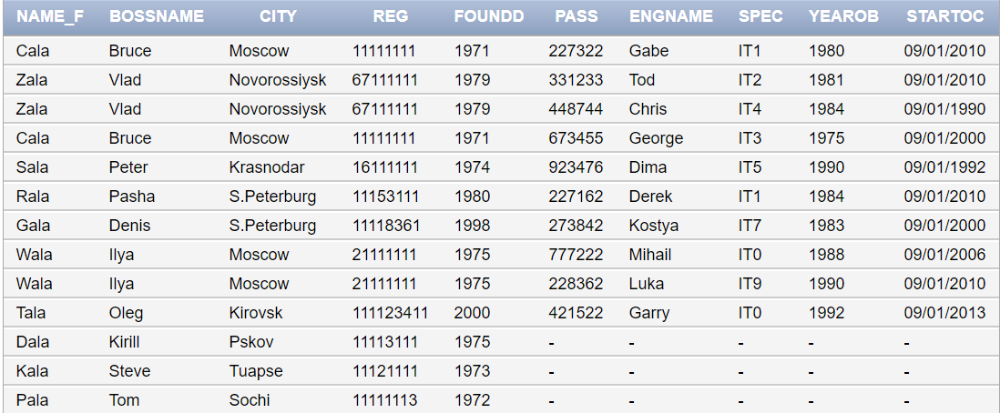 NAME_F BOSSNAME CITY REG FOUNDD PASS ENGNAME SPEC YEAROB STARTOC
Cala Bruce Moscow 11111111 1971 227322 Gabe IT1 1980 09/01/2010
Zala Vlad Novorossiysk 67111111 1979 331233 Tod IT2 1981 09/01/2010
Zala Vlad Novorossiysk 67111111 1979 448744 Chris IT4 1984 09/01/1990
Cala Bruce Moscow 11111111 1971 673455 George IT3 1975 09/01/2000
Sala Peter Krasnodar 16111111 1974 923476 Dima IT5 1990 09/01/1992
Rala Pasha S.Peterburg 11153111 1980 227162 Derek IT1 1984 09/01/2010
Gala Denis S.Peterburg 11118361 1998 273842 Kostya IT7 1983 09/01/2000
Wala Ilya Moscow 21111111 1975 777222 Mihail IT0 1988 09/01/2006
Wala Ilya Moscow 21111111 1975 228362 Luka IT9 1990 09/01/2010
Tala Oleg Kirovsk 111123411 2000 421522 Garry IT0 1992 09/01/2013
Dala Kirill Pskov 11113111 1975 - - - - -
Kala Steve Tuapse 11121111 1973 - - - - -
Pala Tom Sochi 11111113 1972 - - - - -